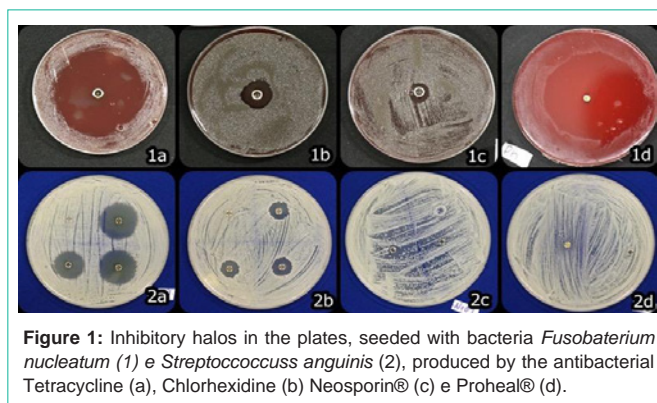 1a 1b 1c 1d
2a 2b 2c 2d
Figure 1: Inhibitory halos in the plates, seeded with bacteria Fusobaterium
nucleatum (1) e Streptoccoccuss anguinis (2), produced by the antibacterial
Tetracycline (a), Chlorhexidine (b) Neosporin® (c) e Proheal® (d).